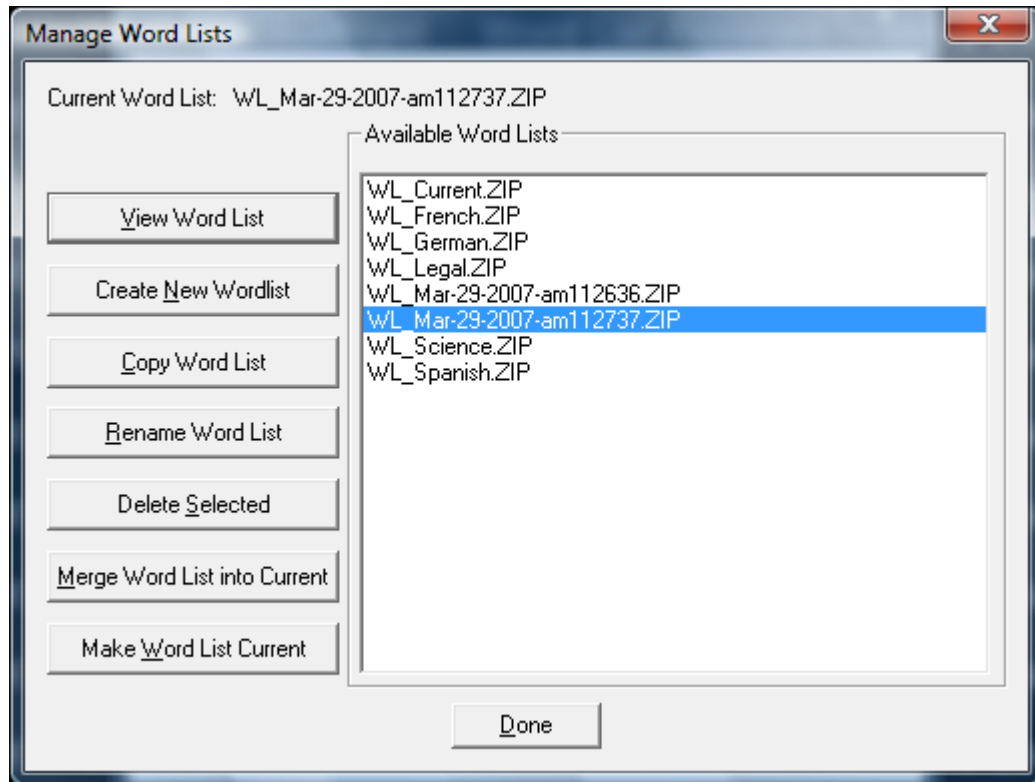 Manage Word Lists
Current Word List: WL_Mar-29-2007-am112737.ZIP
Available Word Lists
View Word List
Create New Wordlist
Copy Word List
Rename Word List
Delete Selected
Merge Word List into Current
Make Word List Current
WL_Current.ZIP
WL_French.ZIP
WL_German.ZIP
WL_Legal.ZIP
WL_Mar-29-2007-am112636.ZIP
WL_Mar-29-2007-am112737.ZIP
WL_Science.ZIP
WL_Spanish.ZIP
Done